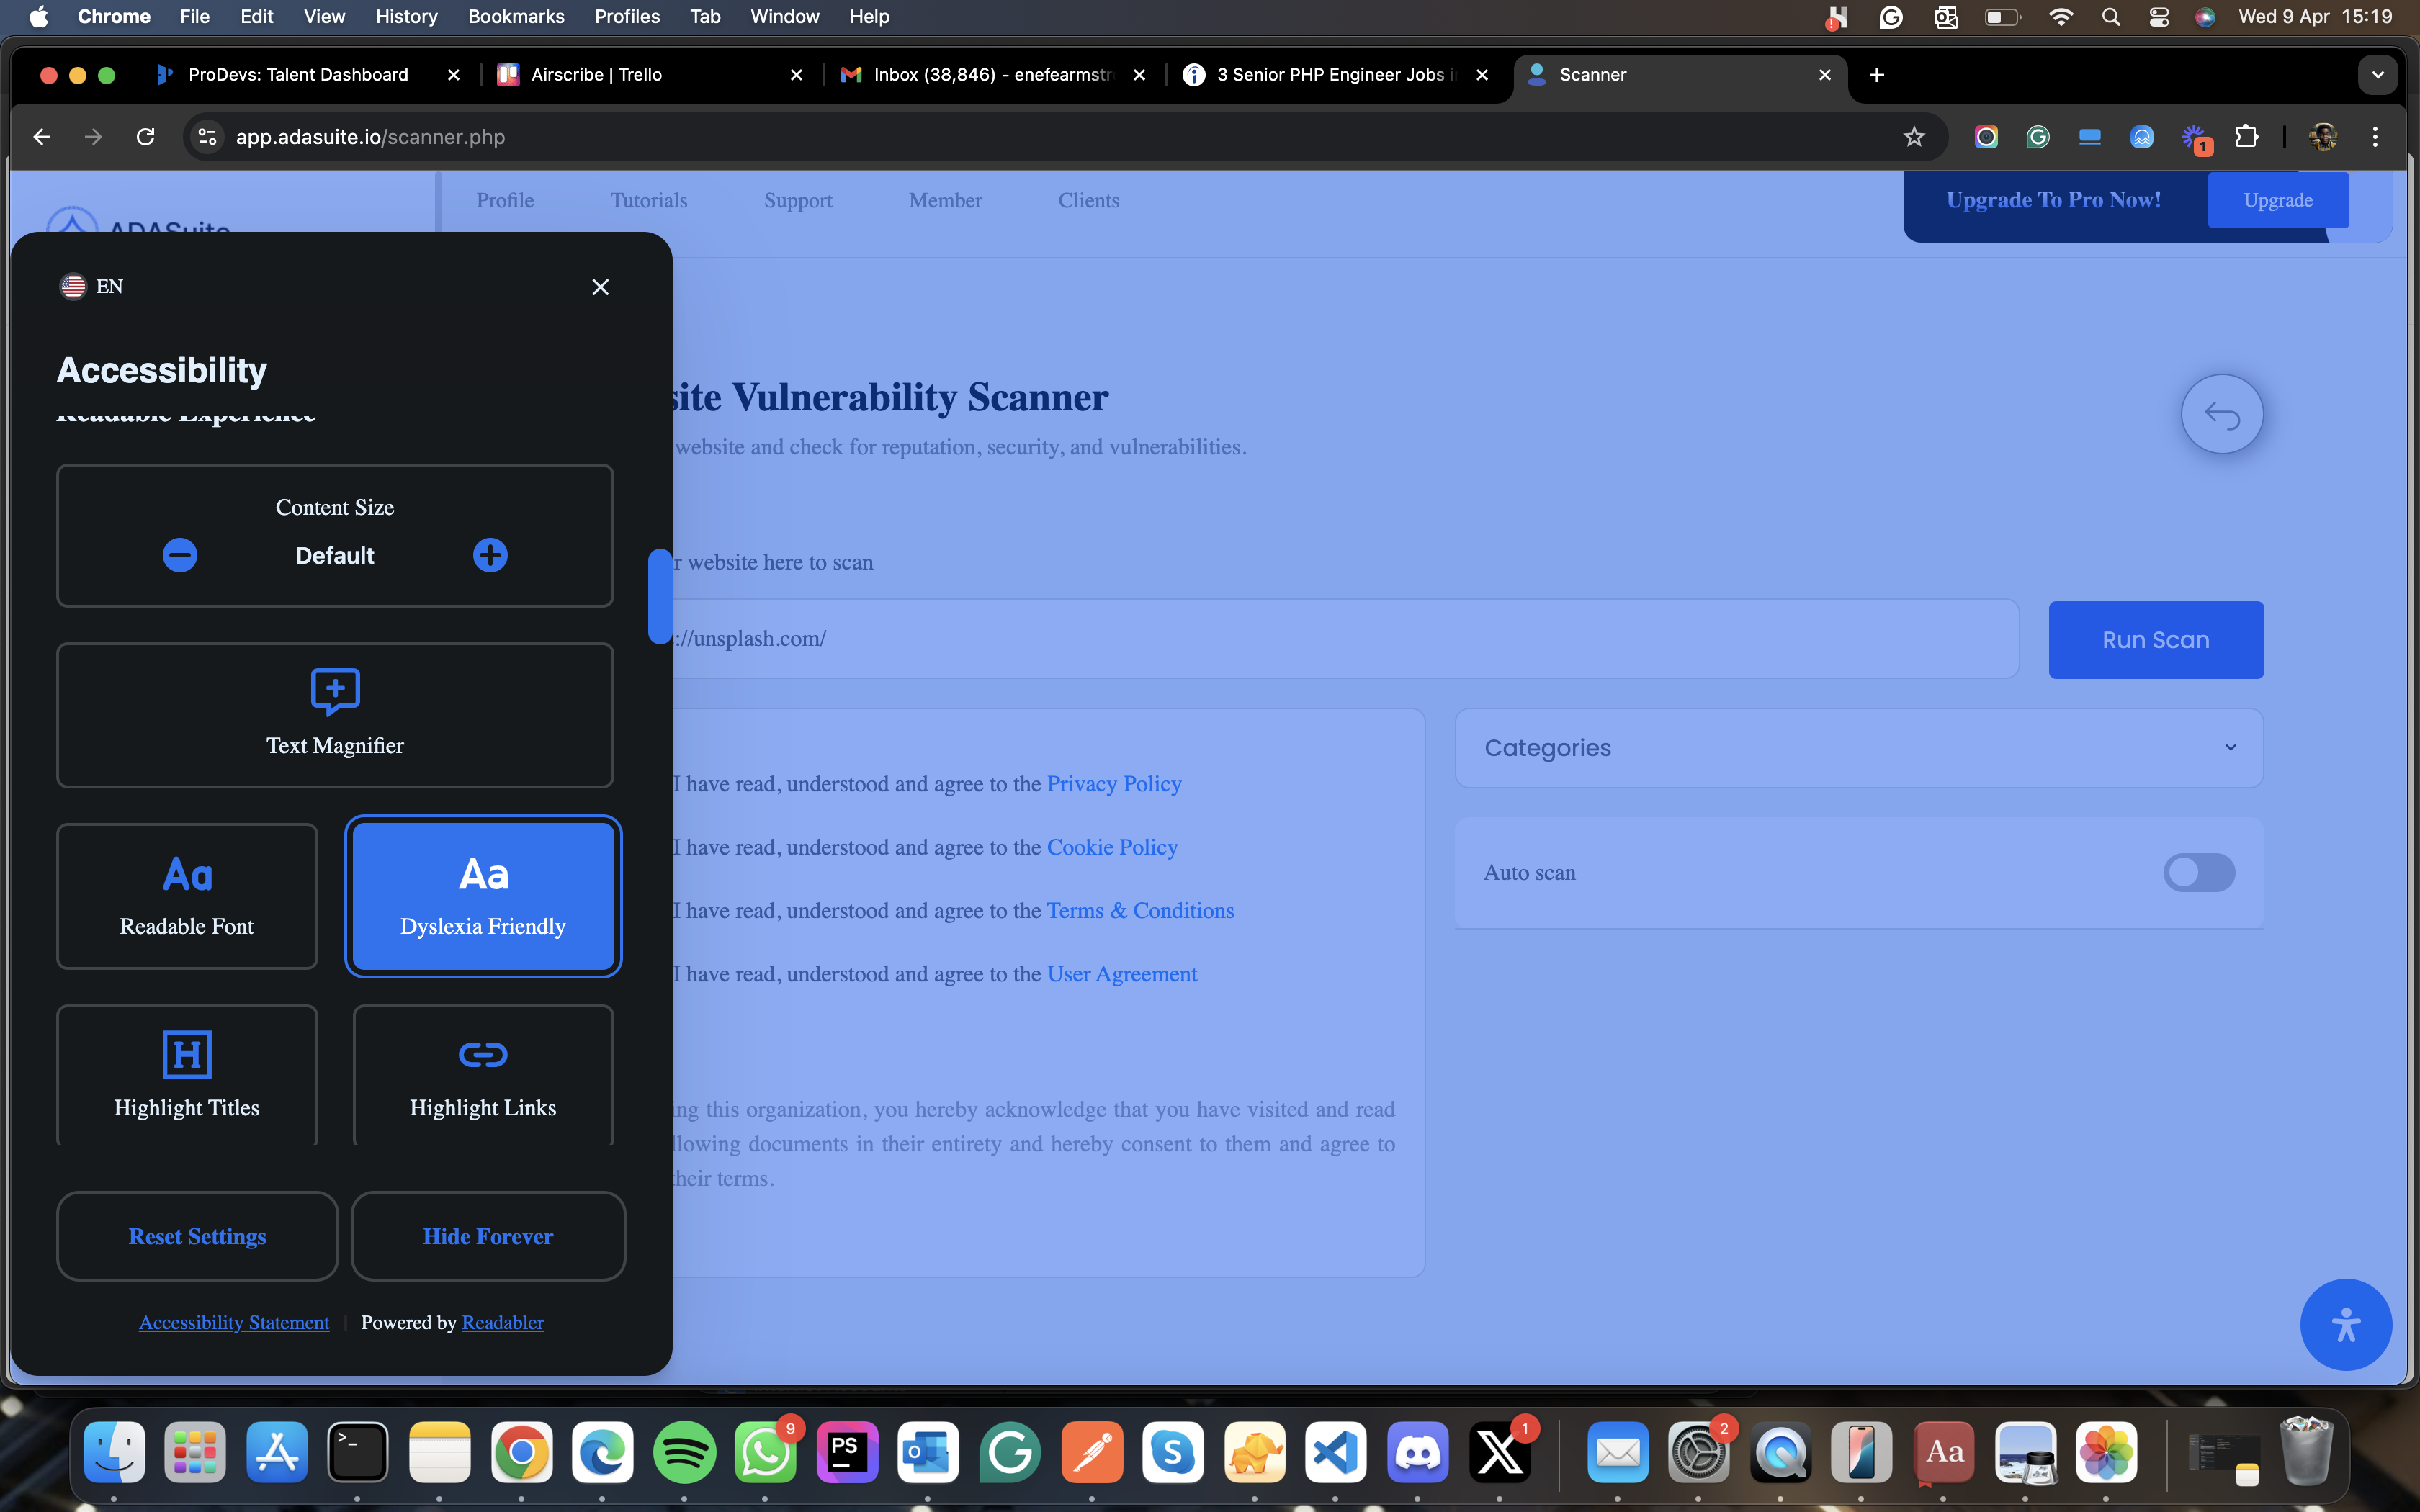 Chrome File Edit View History Bookmarks Profiles Tab Window Help Wed 9 Apr 15:19
ProDevs: Talent Dashboard Airscribe | Trello Inbox (38,846) - enefearmstr 3 Senior PHP Engineer Jobs i Scanner
app.adasuite.io/scanner.php 1
ADASuite Profile Tutorials Support Member Clients Upgrade To Pro Now! Upgrade
EN
Accessibility
Readable Experience
Content Size
Default
Text Magnifier
Aa Readable Font
Aa Dyslexia Friendly
H Highlight Titles
Highlight Links
Reset Settings Hide Forever
Accessibility Statement Powered by Readabler
site Vulnerability Scanner
website and check for reputation, security, and vulnerabilities.
r website here to scan
://unsplash.com/ Run Scan
I have read, understood and agree to the Privacy Policy
I have read, understood and agree to the Cookie Policy
I have read, understood and agree to the Terms & Conditions
I have read, understood and agree to the User Agreement
ing this organization, you hereby acknowledge that you have visited and read
llowing documents in their entirety and hereby consent to them and agree to
their terms.
Categories
Auto scan
9 PS 1 2 Aa